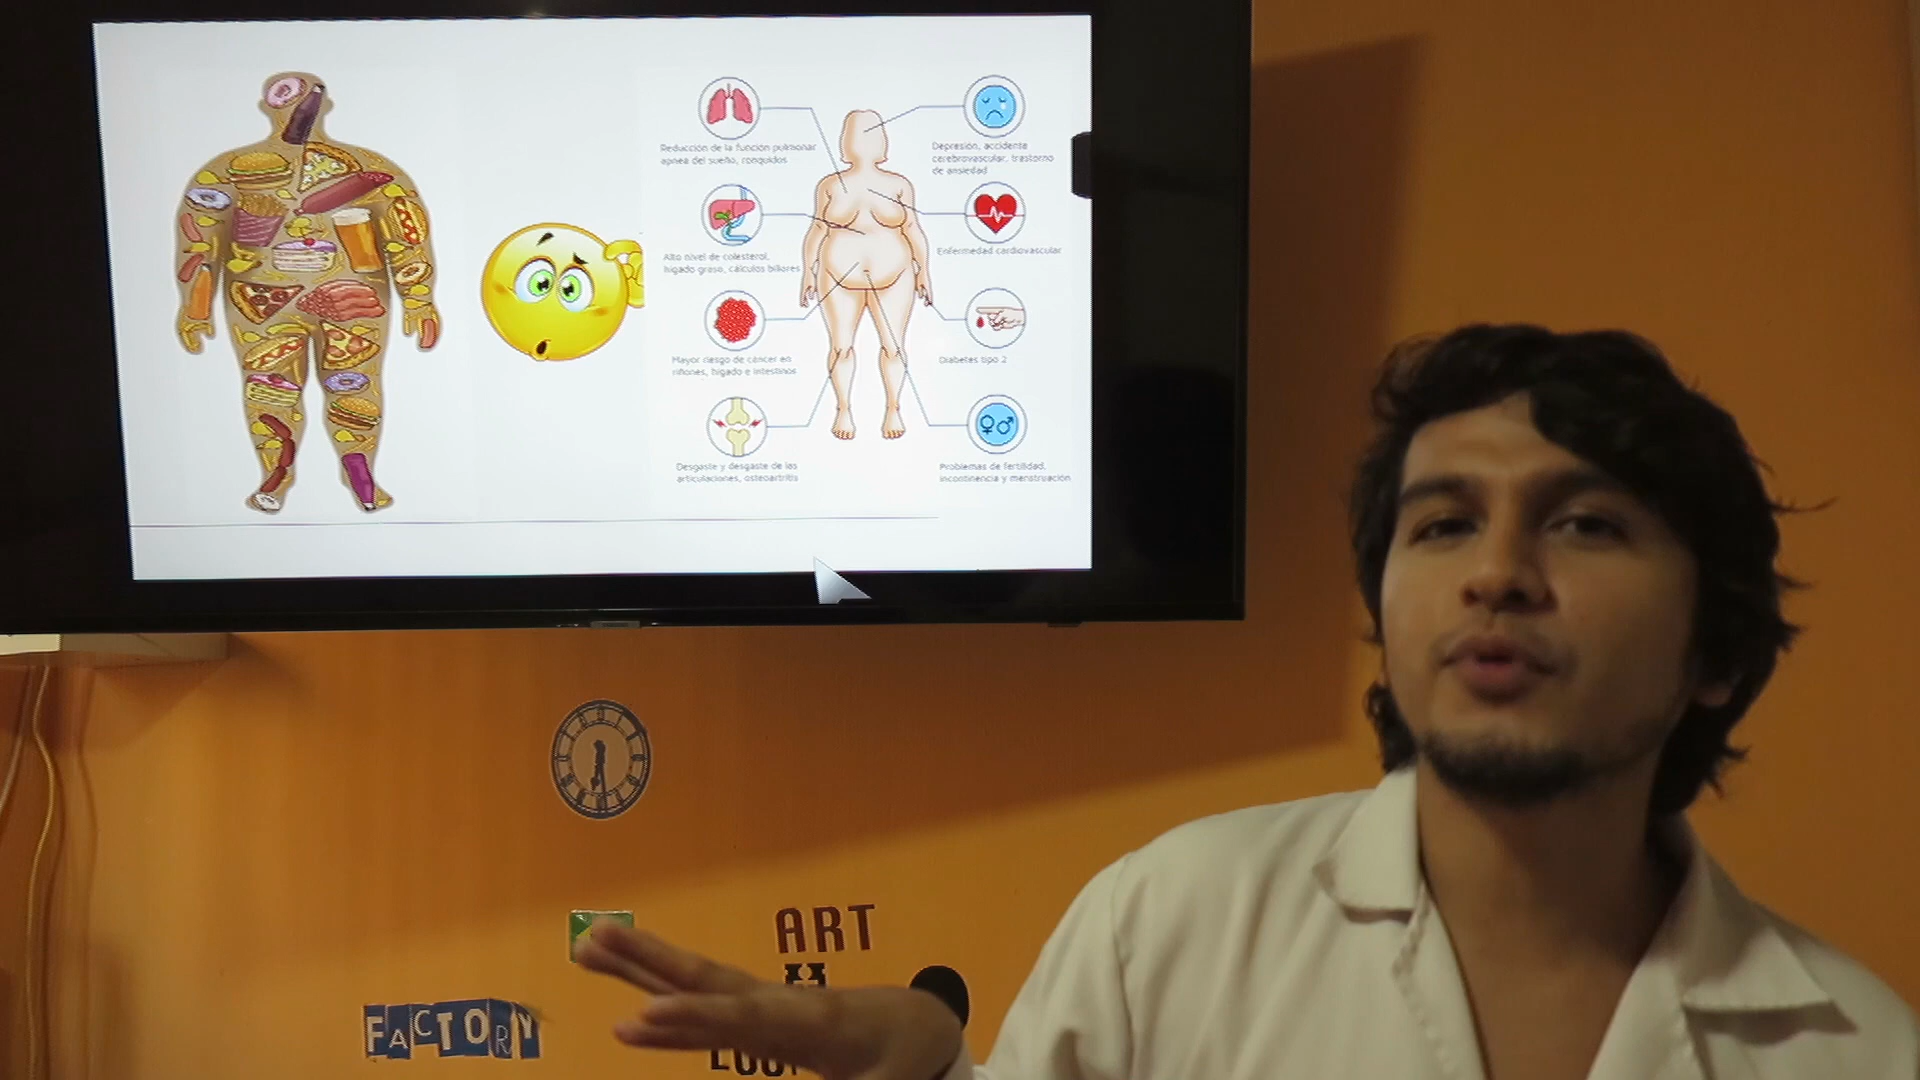 Reducción de la función pulmonar
apnea del sueño, ronquidos
Depresión, accidente
cerebrovascular, trastorno
de ansiedad
Alto nivel de colesterol,
hígado graso, cálculos biliares
Enfermedad cardiovascular
Mayor riesgo de cáncer en
riñones, hígado e intestinos
Diabetes tipo 2
Desgaste y desgaste de las
articulaciones, osteoartritis
Problemas de fertilidad,
incontinencia y menstruación
ART
FACTORY